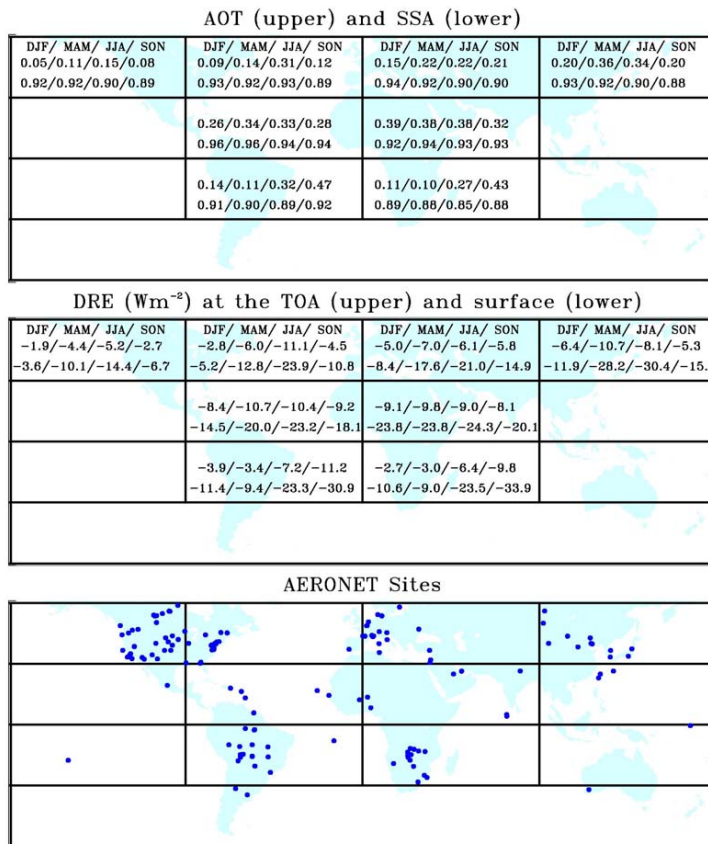 AOT (upper) and SSA (lower)
DJF/ MAM/ JJA/ SON DJF/ MAM/ JJA/ SON DJF/ MAM/ JJA/ SON DJF/ MAM/ JJA/ SON
0.05/0.11/0.15/0.08 0.09/0.14/0.31/0.12 0.15/0.22/0.22/0.21 0.20/0.36/0.34/0.20
0.92/0.92/0.90/0.89 0.93/0.92/0.93/0.89 0.94/0.92/0.90/0.90 0.93/0.92/0.90/0.88
0.26/0.34/0.33/0.28 0.39/0.38/0.38/0.32
0.96/0.96/0.94/0.94 0.92/0.94/0.93/0.93
0.14/0.11/0.32/0.47 0.11/0.10/0.27/0.43
0.91/0.90/0.89/0.92 0.89/0.88/0.85/0.88
DRE (Wm⁻²) at the TOA (upper) and surface (lower)
DJF/ MAM/ JJA/ SON DJF/ MAM/ JJA/ SON DJF/ MAM/ JJA/ SON DJF/ MAM/ JJA/ SON
-1.9/-4.4/-5.2/-2.7 -2.8/-6.0/-11.1/-4.5 -5.0/-7.0/-6.1/-5.8 -6.4/-10.7/-8.1/-5.3
-3.6/-10.1/-14.4/-6.7 -5.2/-12.8/-23.9/-10.8 -8.4/-17.6/-21.0/-14.9 -11.9/-28.2/-30.4/-15.
-8.4/-10.7/-10.4/-9.2 -9.1/-9.8/-9.0/-8.1
-14.5/-20.0/-23.2/-18.1 -23.8/-23.8/-24.3/-20.1
-3.9/-3.4/-7.2/-11.2 -2.7/-3.0/-6.4/-9.8
-11.4/-9.4/-23.3/-30.9 -10.6/-9.0/-23.5/-33.9
AERONET Sites